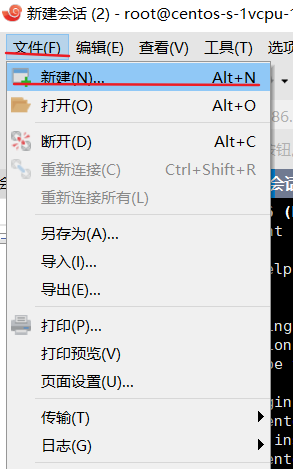 新建会话 (2) - root@centos-s-1vcpu-1
文件(F) 编辑(E) 查看(V) 工具(T) 选项
新建(N)... Alt+N
打开(O) Alt+O
断开(D) Alt+C
重新连接(C) Ctrl+Shift+R
重新连接所有(L)
另存为(A)...
导入(I)...
导出(E)...
打印(P)...
打印预览(V)
页面设置(U)...
传输(T)
日志(G)